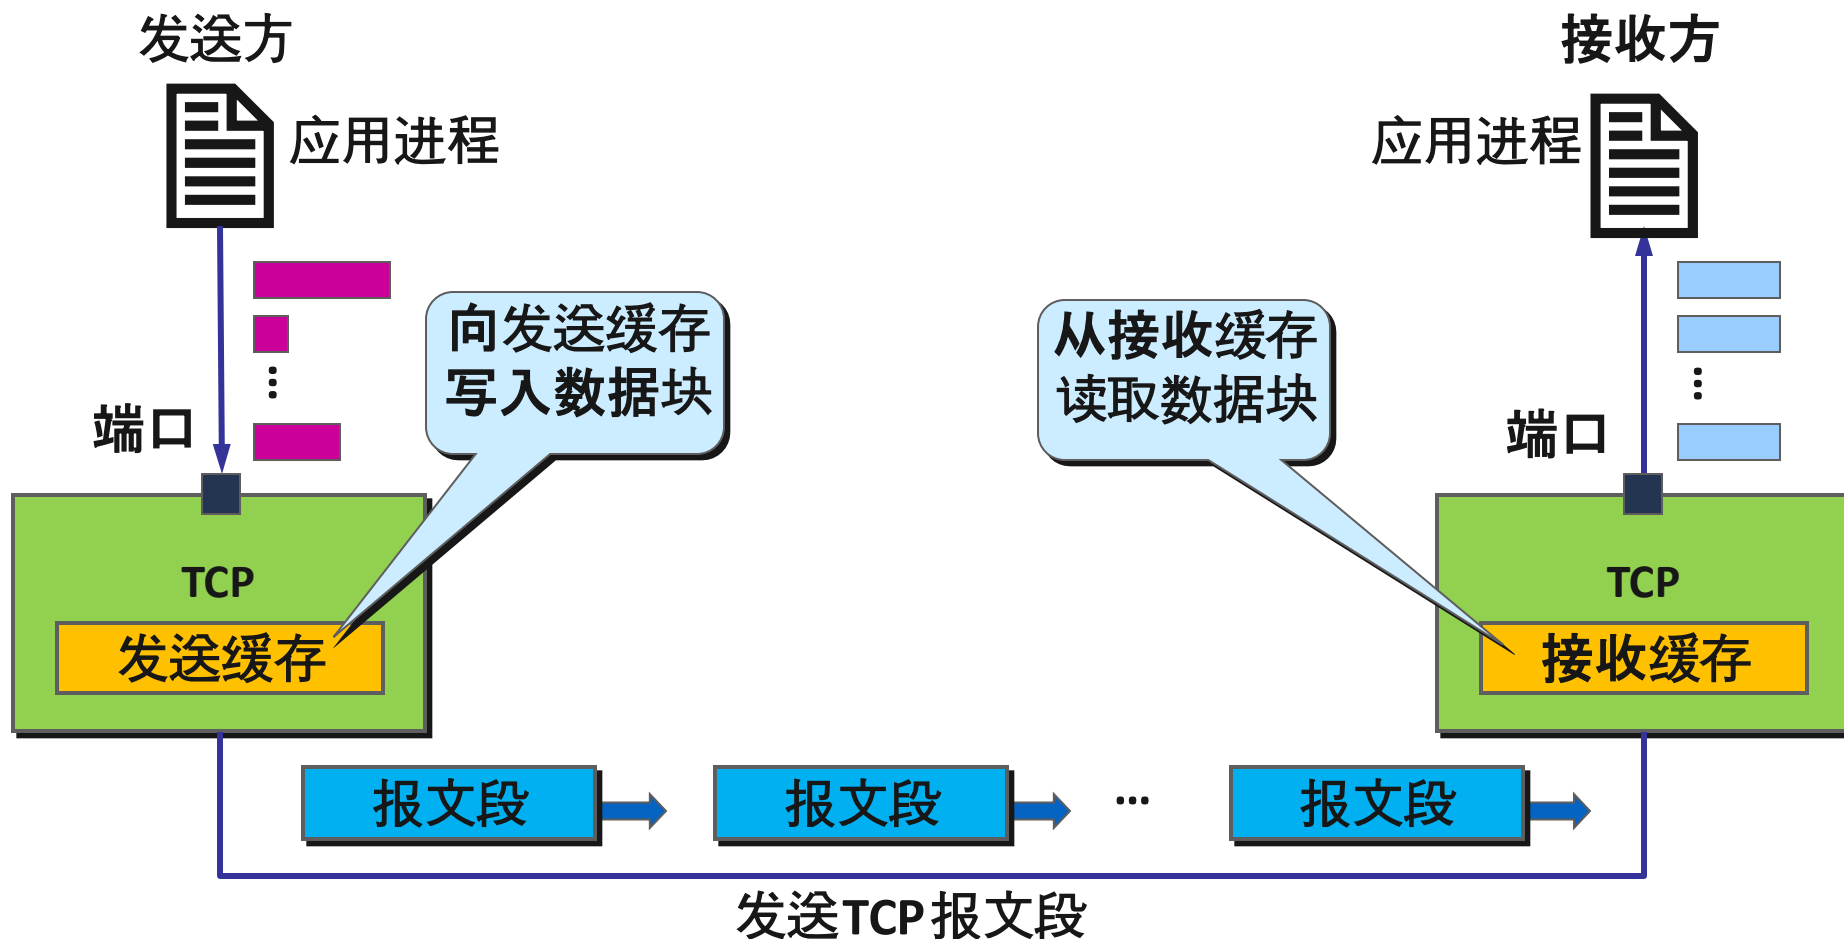 发送方
接收方
应用进程
应用进程
向发送缓存
写入数据块
从接收缓存
读取数据块
端口
端口
TCP
TCP
发送缓存
接收缓存
报文段
报文段
...
报文段
发送TCP报文段